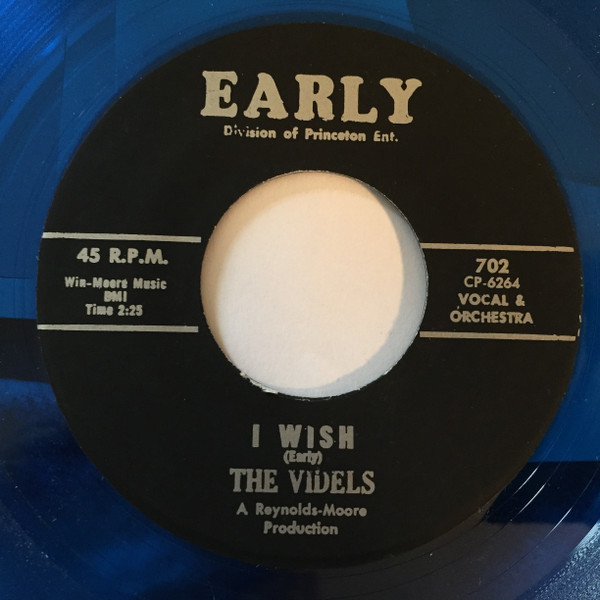 EARLY
Division of Princeton Ent.
45 R.P.M.
Win-Moore Music
BMI
Time 2:25
702
CP-6264
VOCAL &
ORCHESTRA
I WISH
(Early)
THE VIDELS
A Reynolds-Moore
Production